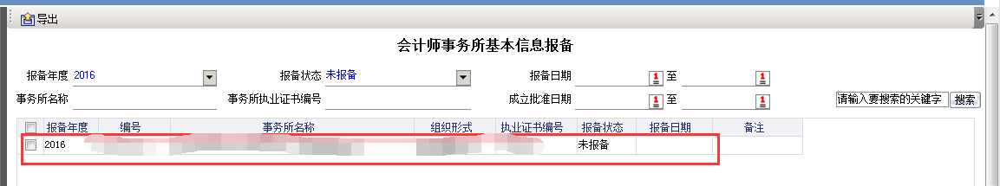 导出
会计师事务所基本信息报备
报备年度 2016 报备状态 未报备 报备日期 1 至 1
事务所名称 事务所执业证书编号 成立批准日期 1 至 1 请输入要搜索的关键字 搜索
报备年度 编号 事务所名称 组织形式 执业证书编号 报备状态 报备日期 备注
2016 未报备